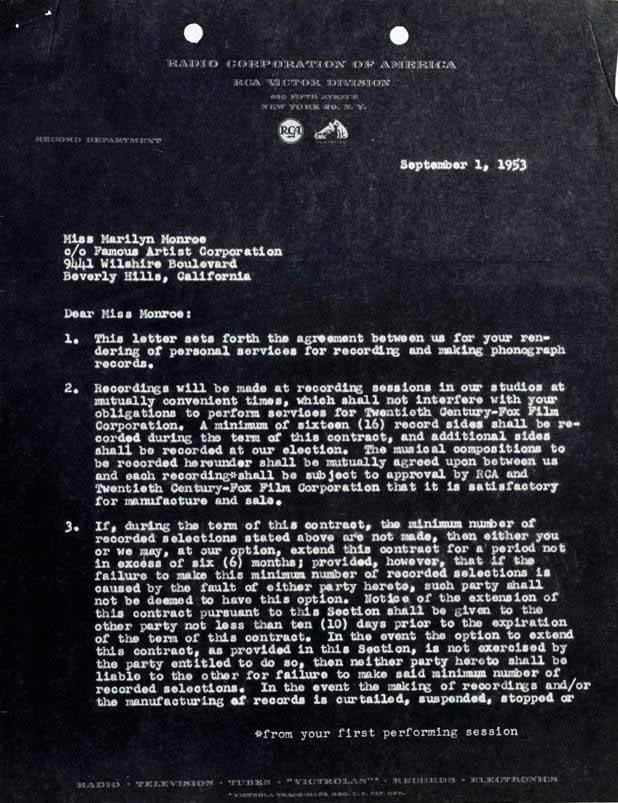 RADIO CORPORATION OF AMERICA
RCA VICTOR DIVISION
630 FIFTH AVENUE
NEW YORK 20, N. Y.
RCA
RECORD DEPARTMENT
September 1, 1953
Miss Marilyn Monroe
c/o Famous Artist Corporation
9441 Wilshire Boulevard
Beverly Hills, California
Dear Miss Monroe:
1. This letter sets forth the agreement between us for your ren-
dering of personal services for recording and making phonograph
records.
2. Recordings will be made at recording sessions in our studios at
mutually convenient times, which shall not interfere with your
obligations to perform services for Twentieth Century-Fox Film
Corporation. A minimum of sixteen (16) record sides shall be re-
corded during the term of this contract, and additional sides
shall be recorded at our election. The musical compositions to
be recorded hereunder shall be mutually agreed upon between us
and each recording*shall be subject to approval by RCA and
Twentieth Century-Fox Film Corporation that it is satisfactory
for manufacture and sale.
3. If, during the term of this contract, the minimum number of
recorded selections stated above are not made, then either you
or we may, at our option, extend this contract for a period not
in excess of six (6) months; provided, however, that if the
failure to make this minimum number of recorded selections is
caused by the fault of either party hereto, such party shall
not be deemed to have this option. Notice of the extension of
this contract pursuant to this Section shall be given to the
other party not less than ten (10) days prior to the expiration
of the term of this contract. In the event the option to extend
this contract, as provided in this Section, is not exercised by
the party entitled to do so, then neither party hereto shall be
liable to the other for failure to make said minimum number of
recorded selections. In the event the making of recordings and/or
the manufacturing of records is curtailed, suspended, stopped or
*from your first performing session
RADIO · TELEVISION · TUBES · "VICTROLAS"* · RECORDS · ELECTRONICS
*VICTROLA TRADE-MARK REG. U. S. PAT. OFF.